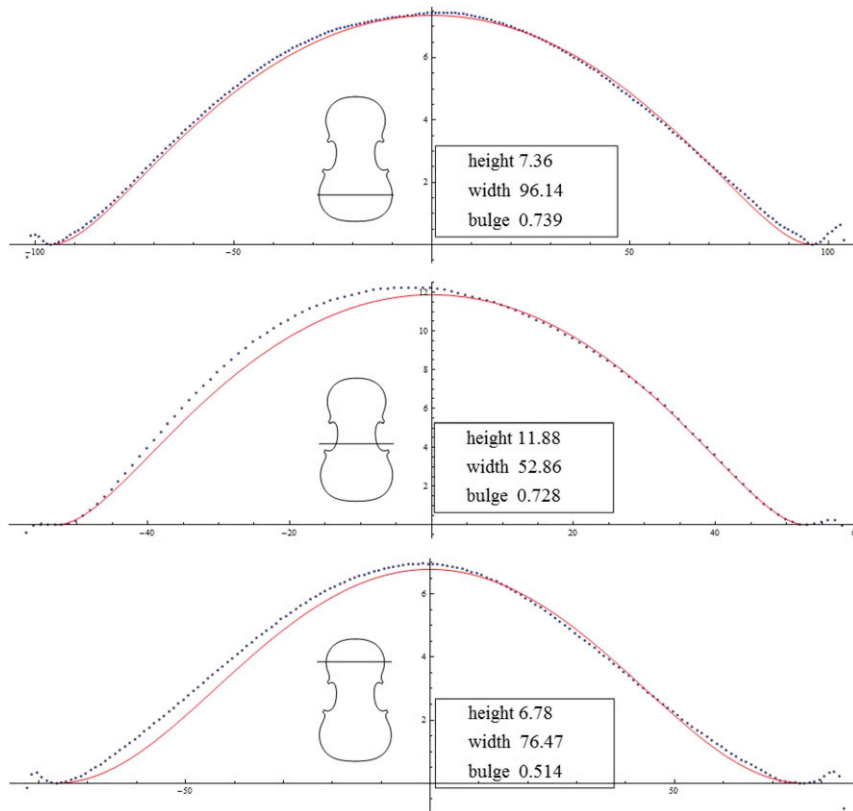 6
4
2
height 7.36
width 96.14
bulge 0.739
−100 −50 50 100
12
10
8
6
4
2
height 11.88
width 52.86
bulge 0.728
−40 −20 20 40 6
6
4
2
height 6.78
width 76.47
bulge 0.514
−50 50